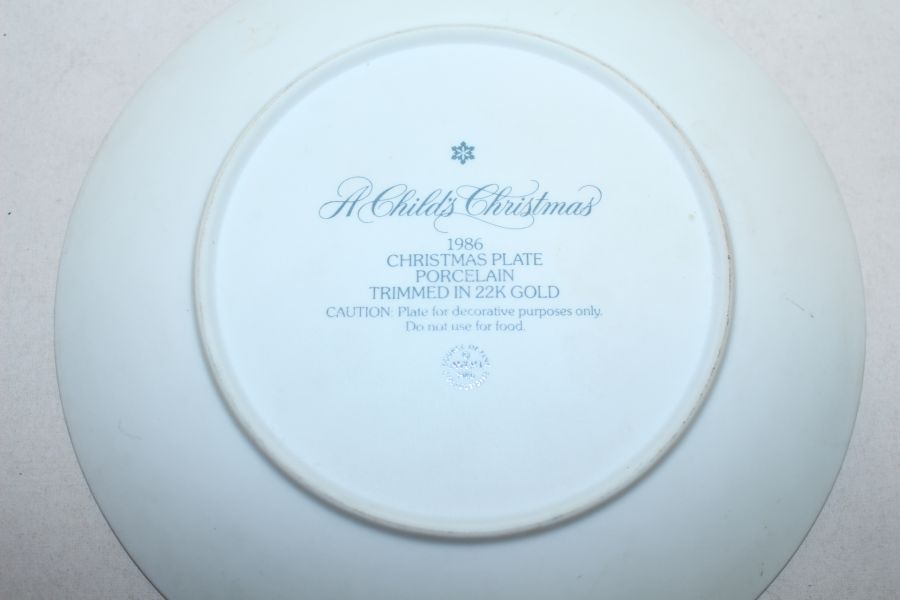 A Child's Christmas
1986
CHRISTMAS PLATE
PORCELAIN
TRIMMED IN 22K GOLD
CAUTION: Plate for decorative purposes only.
Do not use for food.